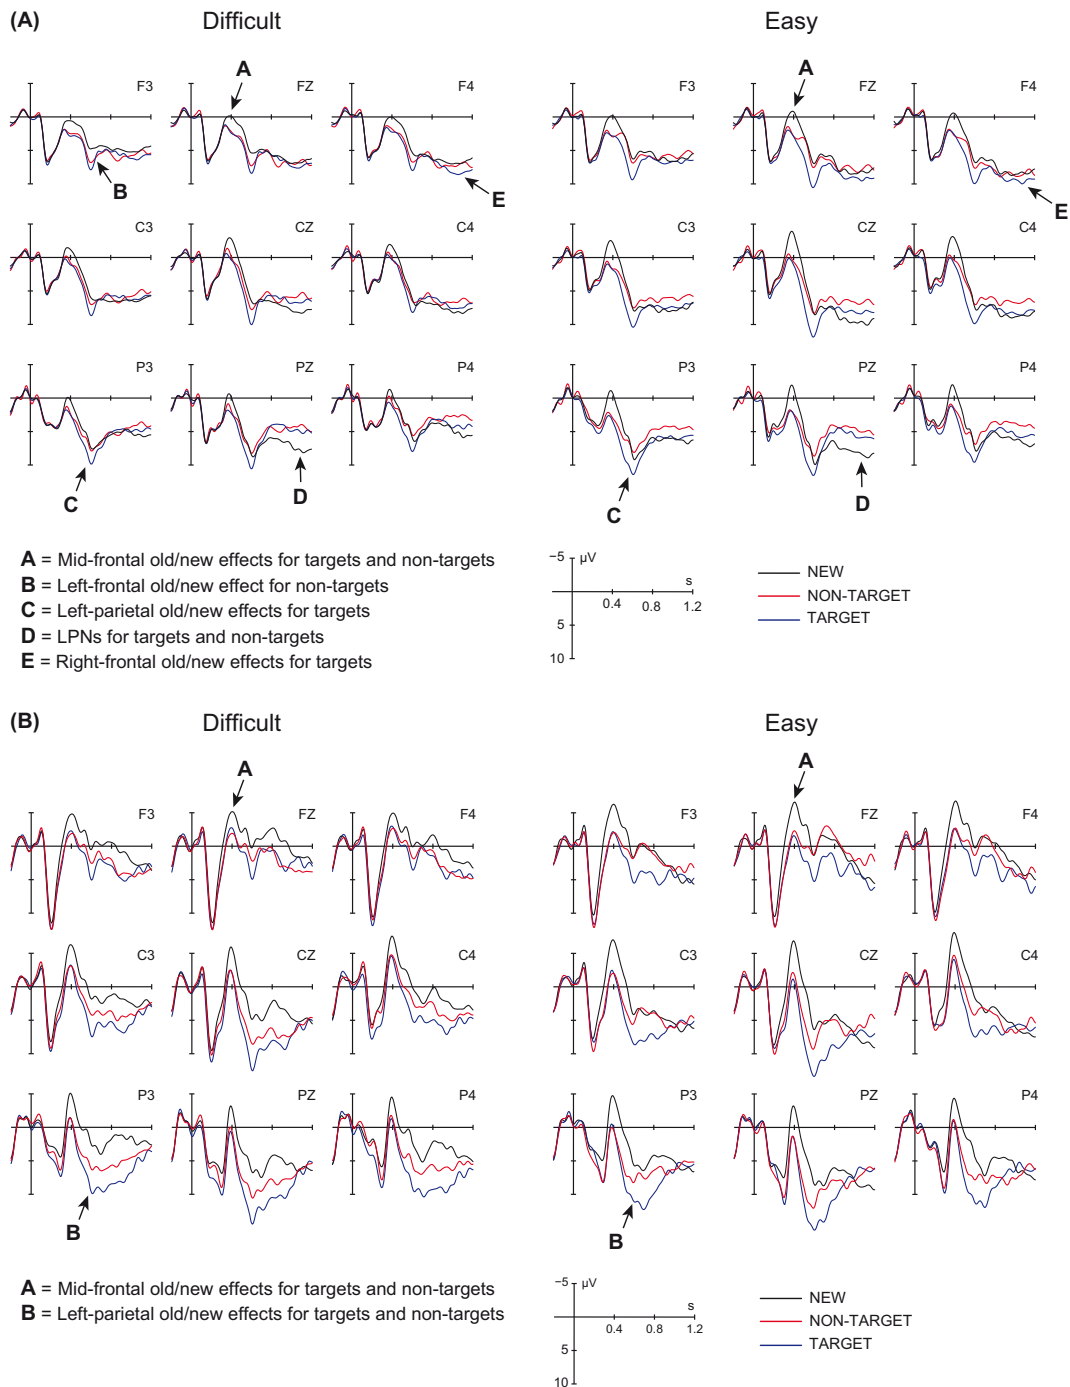 (A)
Difficult Easy
A A
F3 FZ F4 F3 FZ F4
B E E
C3 CZ C4 C3 CZ C4
P3 PZ P4 P3 PZ P4
C D C D
A = Mid-frontal old/new effects for targets and non-targets
B = Left-frontal old/new effect for non-targets
C = Left-parietal old/new effects for targets
D = LPNs for targets and non-targets
E = Right-frontal old/new effects for targets
−5 µV
s
0.4 0.8 1.2
5
10
NEW
NON-TARGET
TARGET
(B)
Difficult Easy
A A
F3 FZ F4 F3 FZ F4
C3 CZ C4 C3 CZ C4
P3 PZ P4 P3 PZ P4
B B
A = Mid-frontal old/new effects for targets and non-targets
B = Left-parietal old/new effects for targets and non-targets
−5 µV
s
0.4 0.8 1.2
5
10
NEW
NON-TARGET
TARGET